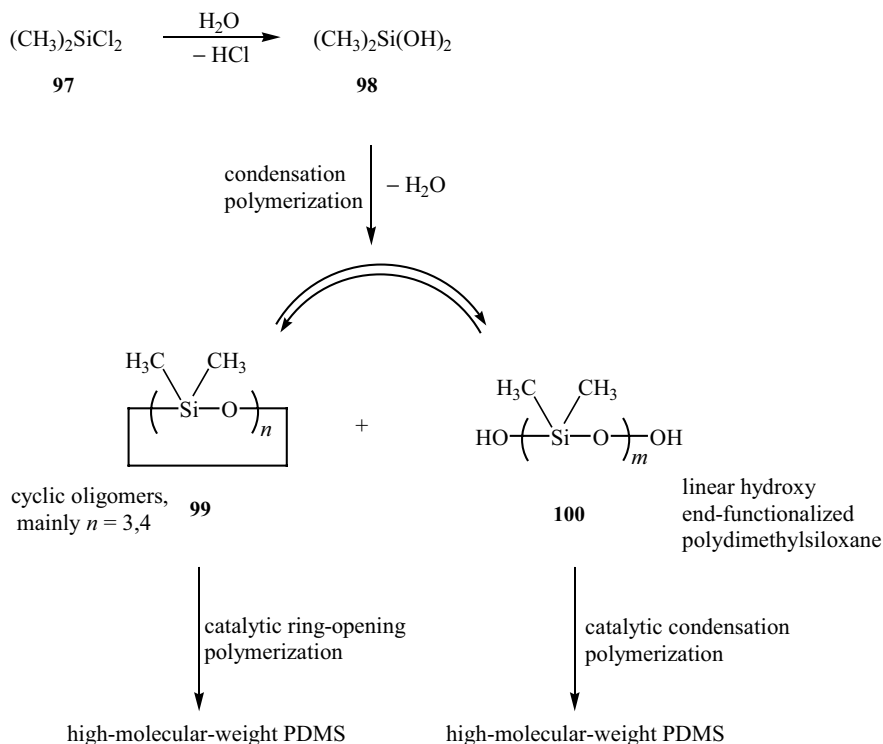 (CH3)2SiCl2
H2O
– HCl
(CH3)2Si(OH)2
97
98
condensation
polymerization
– H2O
H3C CH3
( Si O ) n
+
H3C CH3
HO ( Si O ) m OH
cyclic oligomers,
mainly n = 3,4
99
100
linear hydroxy
end-functionalized
polydimethylsiloxane
catalytic ring-opening
polymerization
catalytic condensation
polymerization
high-molecular-weight PDMS
high-molecular-weight PDMS